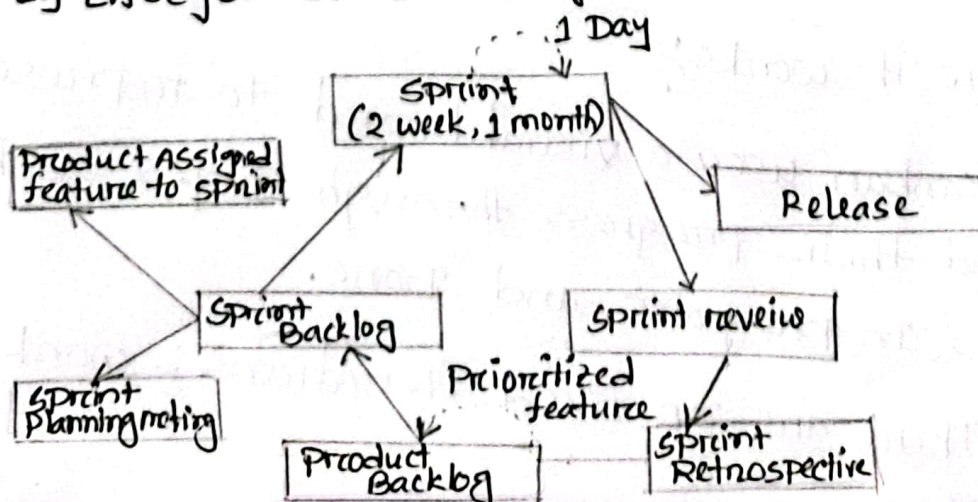 1 Day
Sprint
(2 week, 1 month)
Product Assigned
feature to sprint
Release
Sprint
Backlog
Sprint reveiw
Prioritized
feature
Sprint
Planning meting
Product
Backlog
Sprint
Retrospective